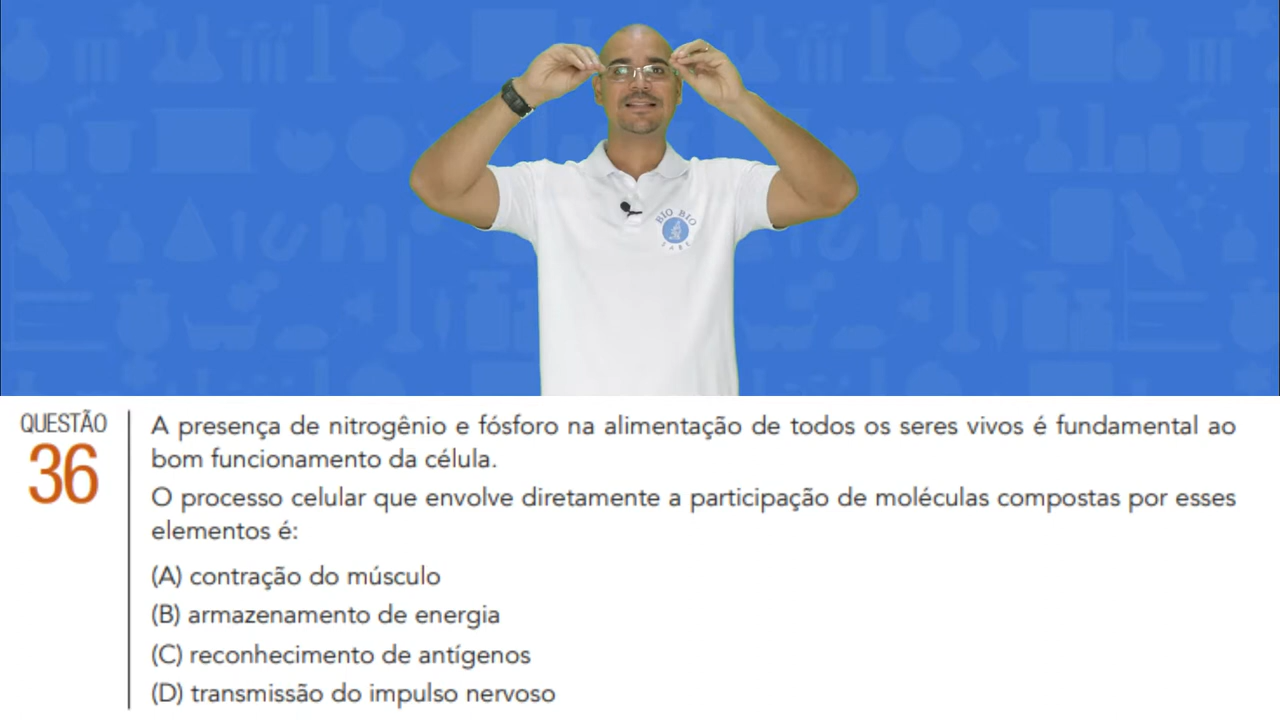 BIO BIO
LABS
QUESTÃO
36
A presença de nitrogênio e fósforo na alimentação de todos os seres vivos é fundamental ao
bom funcionamento da célula.
O processo celular que envolve diretamente a participação de moléculas compostas por esses
elementos é:
(A) contração do músculo
(B) armazenamento de energia
(C) reconhecimento de antígenos
(D) transmissão do impulso nervoso